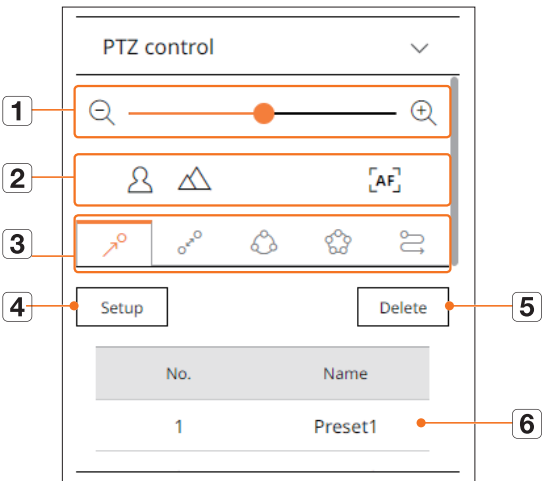 PTZ control
1
2
AF
3
4 Setup Delete 5
No. Name
1 Preset1 6